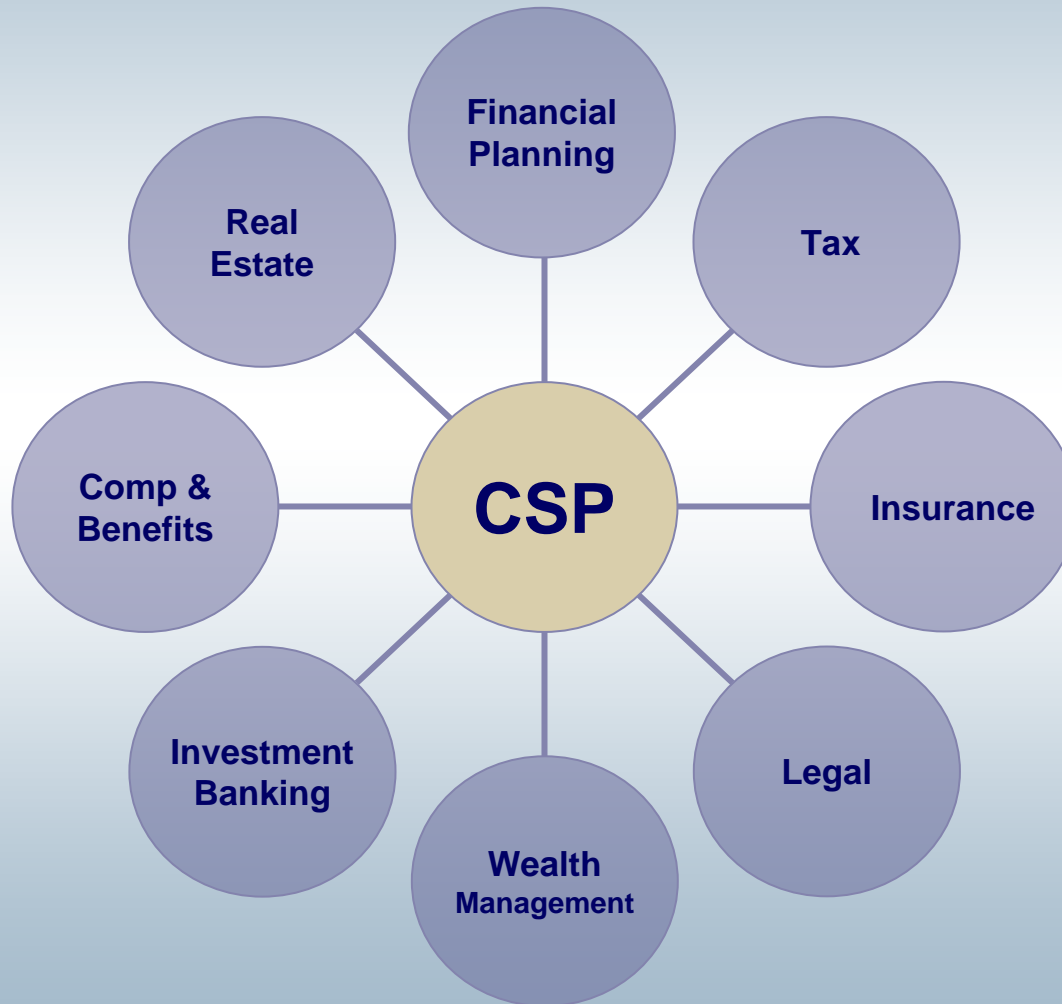 Financial
Planning
Real
Estate
Tax
Comp &
Benefits
CSP
Insurance
Investment
Banking
Legal
Wealth
Management